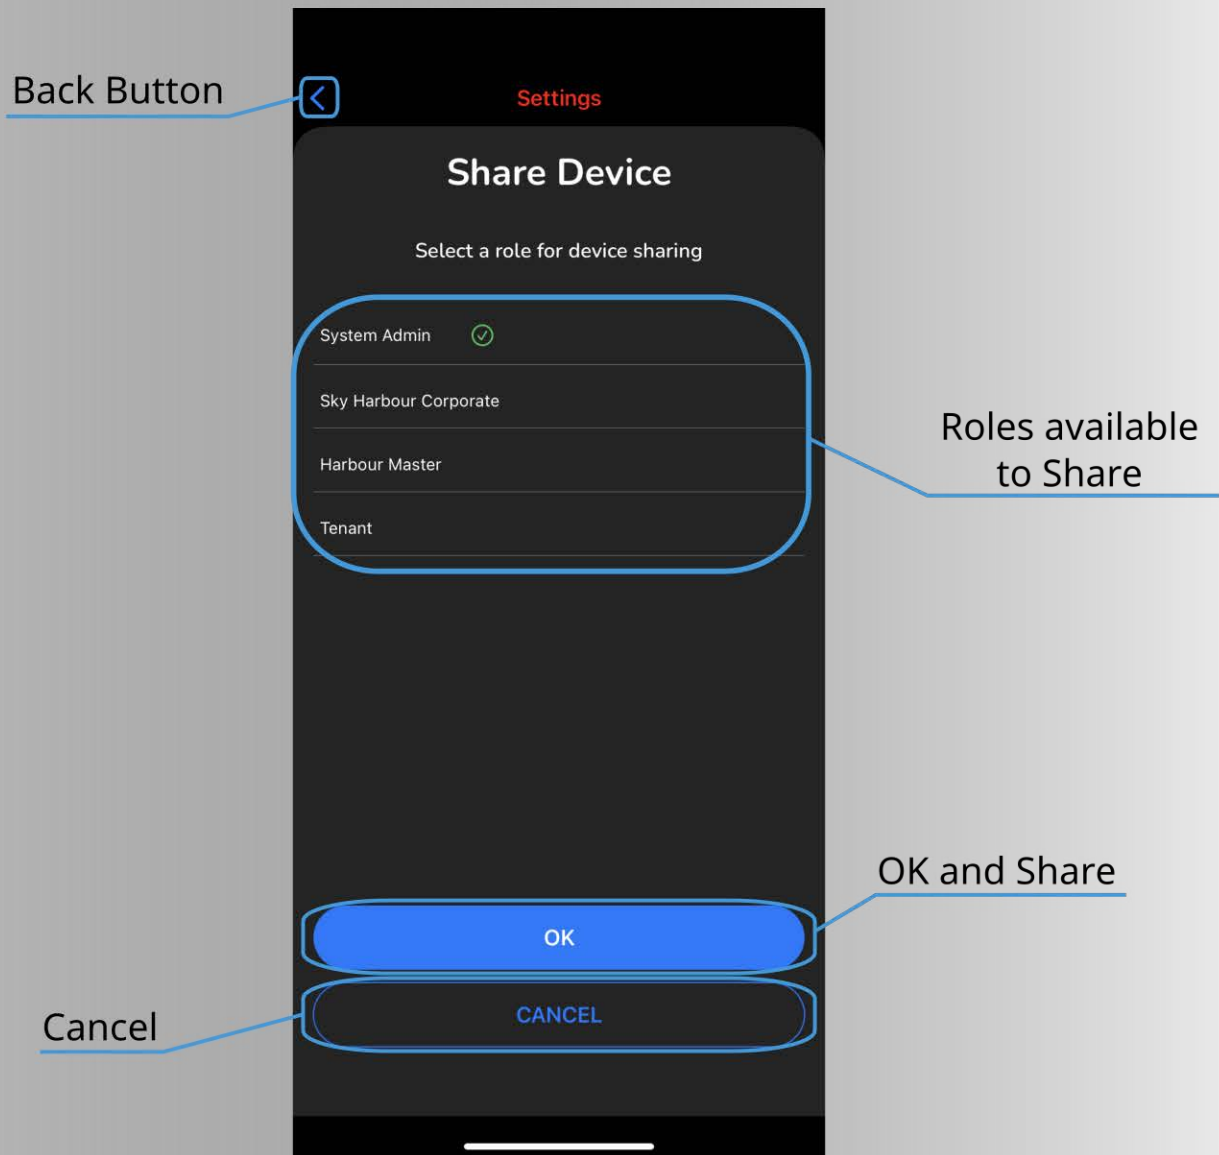 Back Button
Settings
Share Device
Select a role for device sharing
System Admin
Sky Harbour Corporate
Harbour Master
Tenant
Roles available
to Share
OK and Share
OK
CANCEL
Cancel